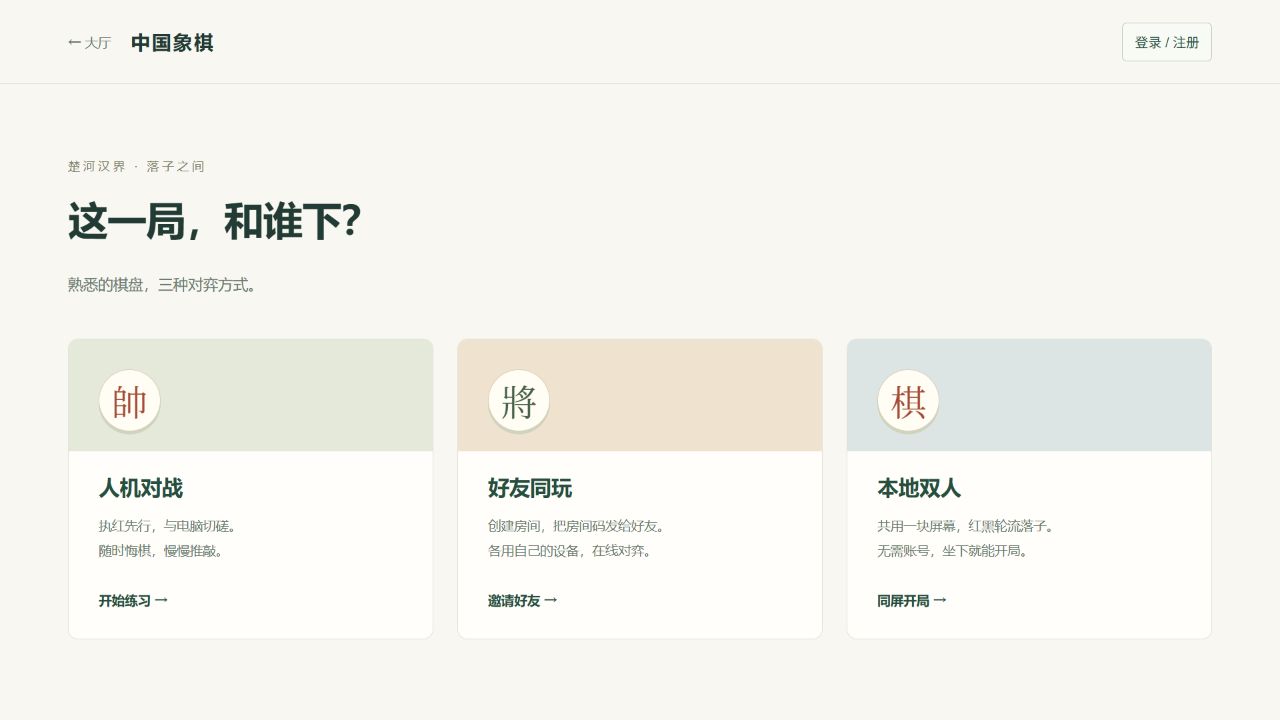 ← 大厅
中国象棋
登录 / 注册
楚河汉界 · 落子之间
这一局，和谁下？
熟悉的棋盘，三种对弈方式。
帥
人机对战
执红先行，与电脑切磋。
随时悔棋，慢慢推敲。
开始练习 →
將
好友同玩
创建房间，把房间码发给好友。
各用自己的设备，在线对弈。
邀请好友 →
棋
本地双人
共用一块屏幕，红黑轮流落子。
无需账号，坐下就能开局。
同屏开局 →